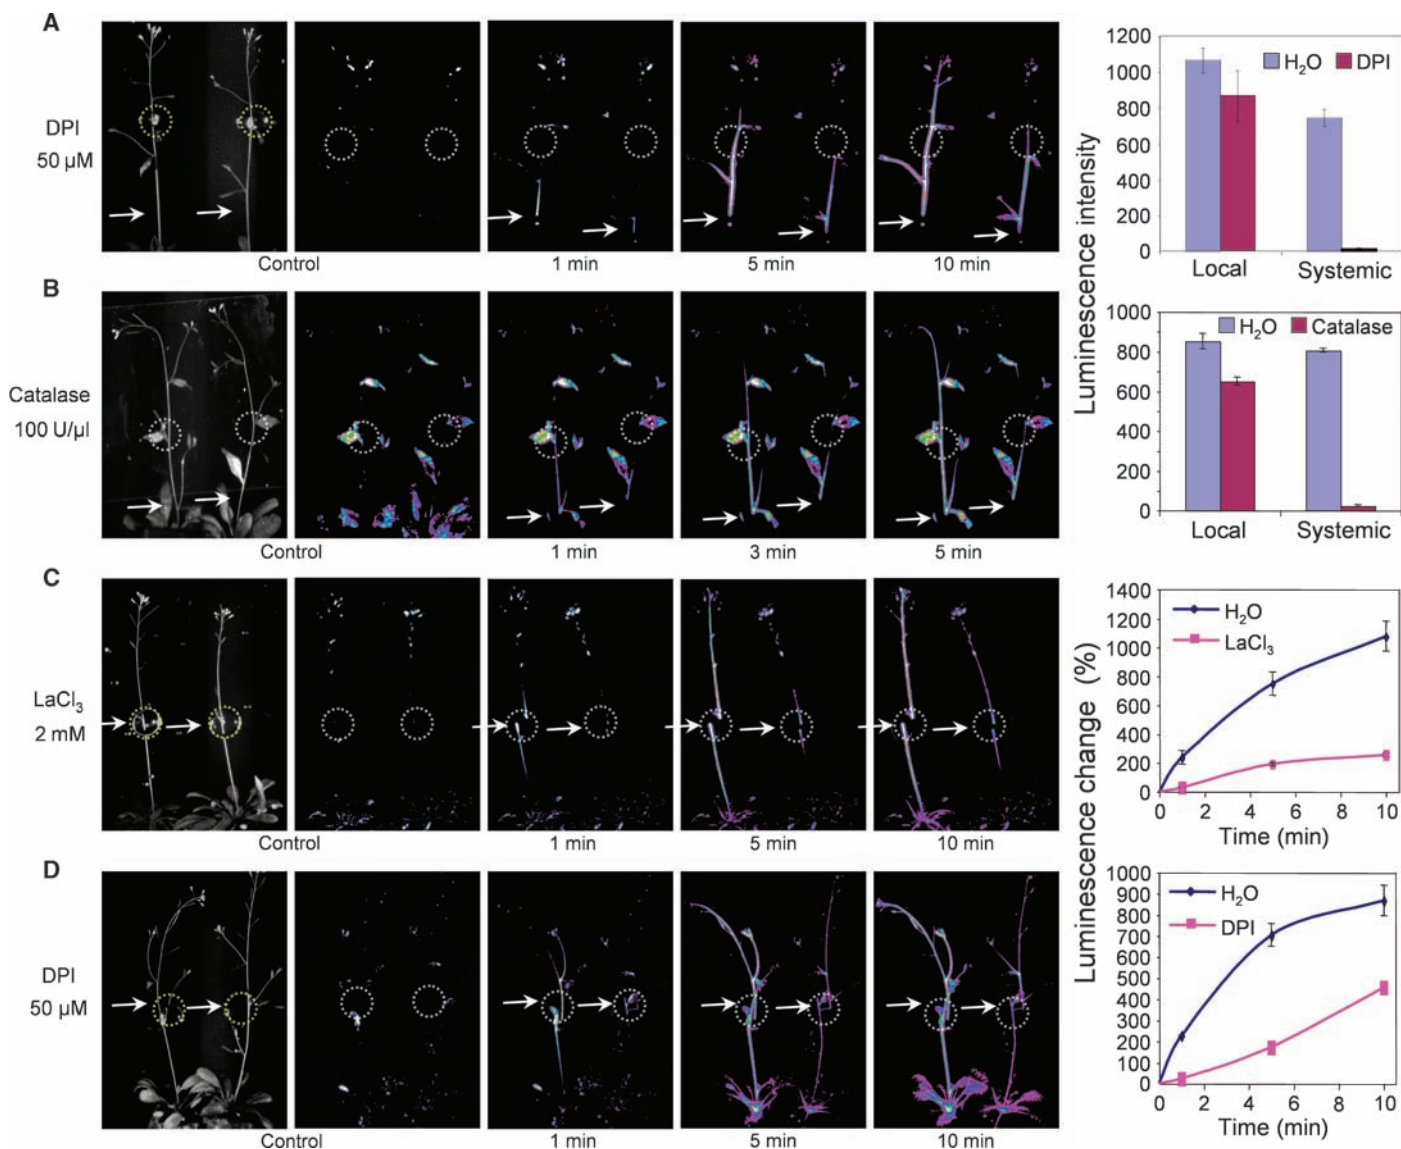 A
DPI
50 µM
Control
1 min
5 min
10 min
Luminescence intensity
1200
1000
800
600
400
200
0
H₂O
DPI
Local
Systemic
B
Catalase
100 U/µl
Control
1 min
3 min
5 min
1000
800
600
400
200
0
H₂O
Catalase
Local
Systemic
C
LaCl₃
2 mM
Control
1 min
5 min
10 min
Luminescence change (%)
1400
1200
1000
800
600
400
200
0
H₂O
LaCl₃
0 2 4 6 8 10
Time (min)
D
DPI
50 µM
Control
1 min
5 min
10 min
1000
900
800
700
600
500
400
300
200
100
0
H₂O
DPI
0 2 4 6 8 10
Time (min)